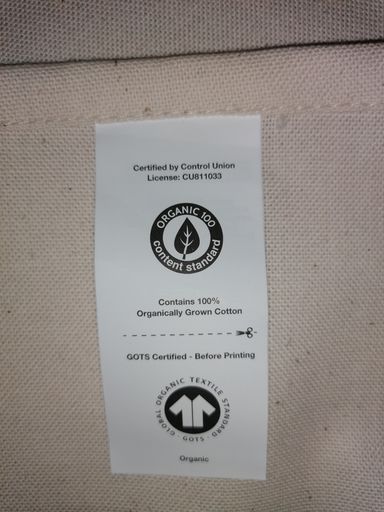 Certified by Control Union
License: CU811033
ORGANIC 100
content standard
Contains 100%
Organically Grown Cotton
GOTS Certified - Before Printing
GLOBAL ORGANIC TEXTILE STANDARD
· GOTS ·
Organic